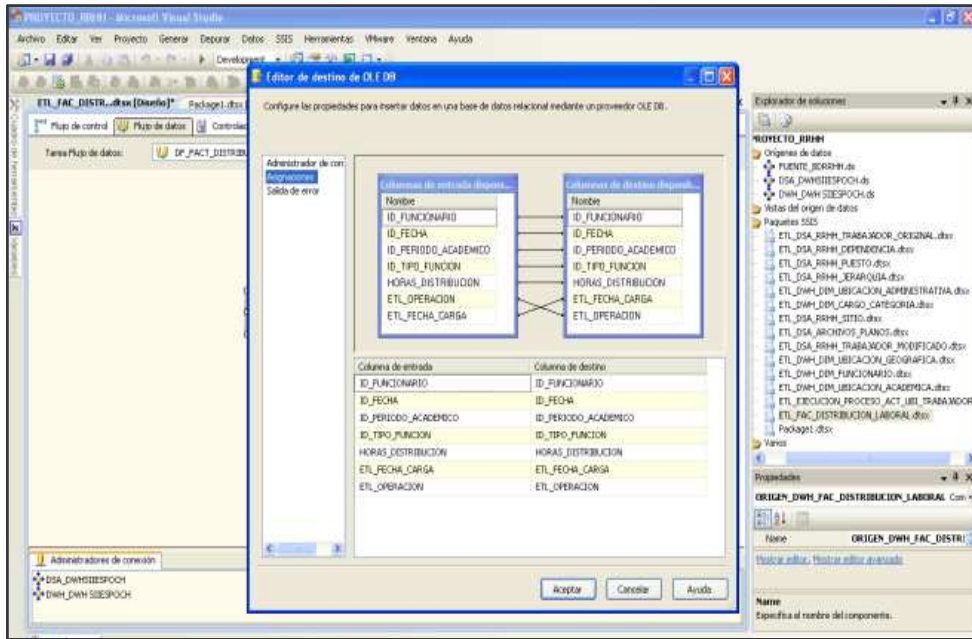 PROYECTO_RRHH - Microsoft Visual Studio
Archivo Editar Ver Proyecto Generar Depurar Datos SSIS Herramientas VMware Ventana Ayuda
Development
ETL_FAC_DISTR...dtsx [Diseño]* Package1.dtsx
Flujo de control Flujo de datos
Tarea Flujo de datos:
Editor de destino de OLE DB
Configure las propiedades para insertar datos en una base de datos relacional mediante un proveedor OLE DB.
Administrador de con
Asignaciones
Salida de error
Columnas de entrada dispon...
Nombre
ID_FUNCIONARIO
ID_FECHA
ID_PERIODO_ACADEMICO
ID_TIPO_FUNCION
HORAS_DISTRIBUCION
ETL_OPERACION
ETL_FECHA_CARGA
Columnas de destino disponib...
Nombre
ID_FUNCIONARIO
ID_FECHA
ID_PERIODO_ACADEMICO
ID_TIPO_FUNCION
HORAS_DISTRIBUCION
ETL_FECHA_CARGA
ETL_OPERACION
Columna de entrada Columna de destino
ID_FUNCIONARIO ID_FUNCIONARIO
ID_FECHA ID_FECHA
ID_PERIODO_ACADEMICO ID_PERIODO_ACADEMICO
ID_TIPO_FUNCION ID_TIPO_FUNCION
HORAS_DISTRIBUCION HORAS_DISTRIBUCION
ETL_FECHA_CARGA ETL_FECHA_CARGA
ETL_OPERACION ETL_OPERACION
Aceptar Cancelar Ayuda
Administradores de conexión
DSA_DWHSIIESPOCH
DWH_DWH SIIESPOCH
Explorador de soluciones
PROYECTO_RRHH
Orígenes de datos
FUENTE_BDRRHH.ds
DSA_DWHSIIESPOCH.ds
DWH_DWH SIIESPOCH.ds
Vistas del origen de datos
Paquetes SSIS
ETL_DSA_RRHH_TRABAJADOR_ORIGINAL.dtsx
ETL_DSA_RRHH_DEPENDENCIA.dtsx
ETL_DSA_RRHH_PUESTO.dtsx
ETL_DSA_RRHH_JERARQUIA.dtsx
ETL_DWH_DIM_UBICACION_ADMINISTRATIVA.dtsx
ETL_DWH_DIM_CARGO_CATEGORIA.dtsx
ETL_DSA_RRHH_SITIO.dtsx
ETL_DSA_ARCHIVOS_PLANOS.dtsx
ETL_DSA_RRHH_TRABAJADOR_MODIFICADO.dtsx
ETL_DWH_DIM_UBICACION_GEOGRAFICA.dtsx
ETL_DWH_DIM_FUNCIONARIO.dtsx
ETL_DWH_DIM_UBICACION_ACADEMICA.dtsx
ETL_EJECUCION_PROCESO_ACT_UBI_TRABAJADOR
ETL_FAC_DISTRIBUCION_LABORAL.dtsx
Package1.dtsx
Varios
Propiedades
ORIGEN_DWH_FAC_DISTRIBUCION_LABORAL Com
Name ORIGEN_DWH_FAC_DISTRI
Mostrar editor, Mostrar editor avanzado
Name
Especifica el nombre del componente.